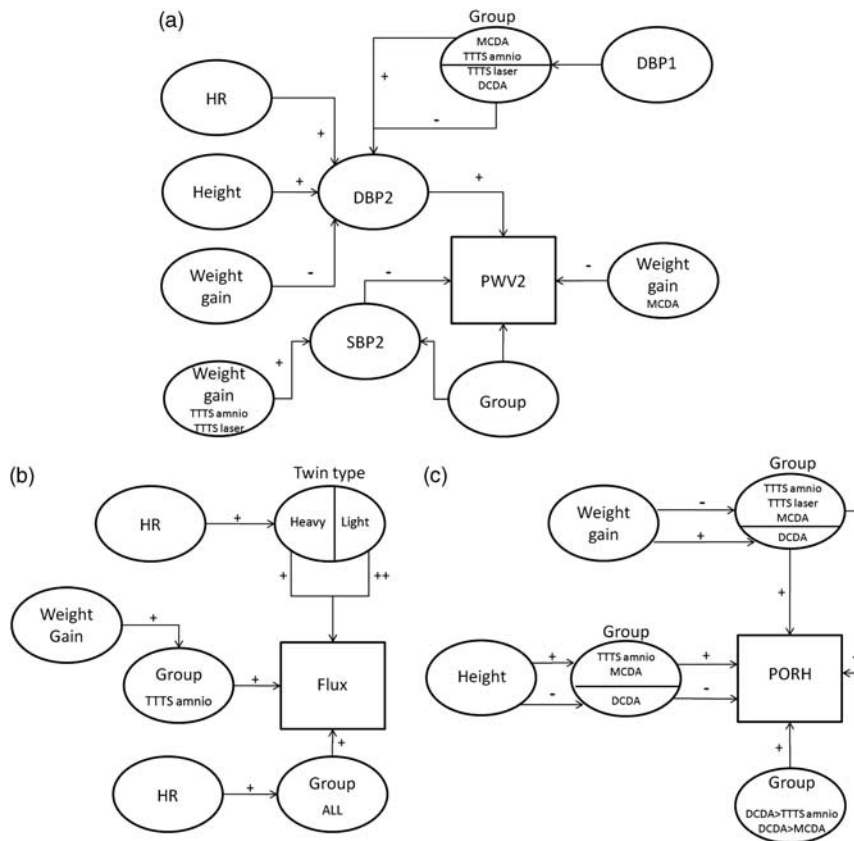 (a)
Group
MCDA
TTTS amnio
TTTS laser
DCDA
DBP1
HR
+
-
+
Height
+
DBP2
+
Weight
gain
-
-
PWV2
-
Weight
gain
MCDA
SBP2
Weight
gain
TTTS amnio
TTTS laser
+
Group
(b)
Twin type
HR
+
Heavy
Light
+
++
Weight
Gain
+
Group
TTTS amnio
+
Flux
+
HR
+
Group
ALL
(c)
Group
Weight
gain
-
+
TTTS amnio
TTTS laser
MCDA
DCDA
+
Group
Height
+
-
TTTS amnio
MCDA
DCDA
+
-
PORH
+
Group
DCDA>TTTS amnio
DCDA>MCDA